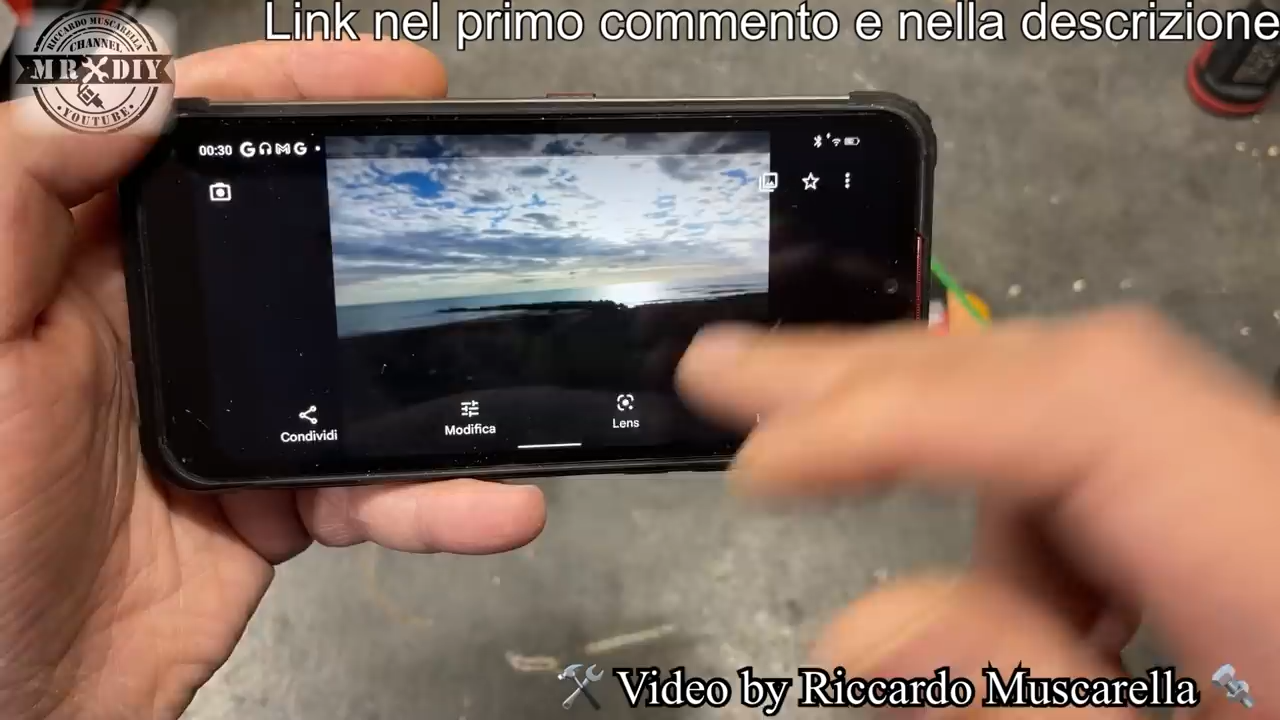 Link nel primo commento e nella descrizione
RICCARDO MUSCARELLA
CHANNEL
MR DIY
YOUTUBE
00:30
Condividi
Modifica
Lens
Video by Riccardo Muscarella